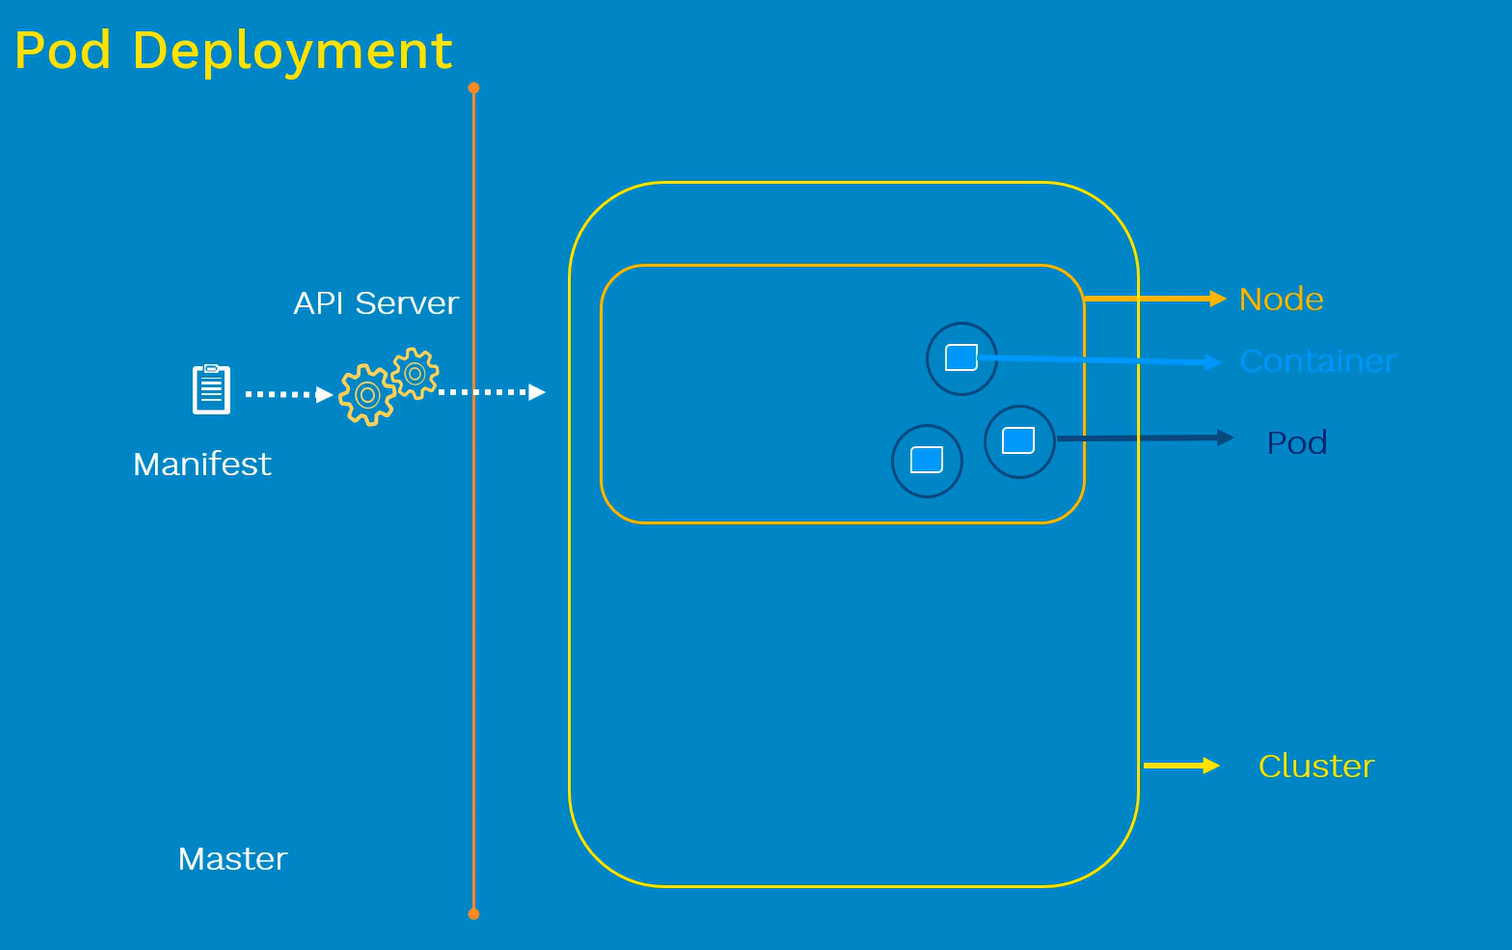 Pod Deployment
API Server
Manifest
Master
Node
Container
Pod
Cluster